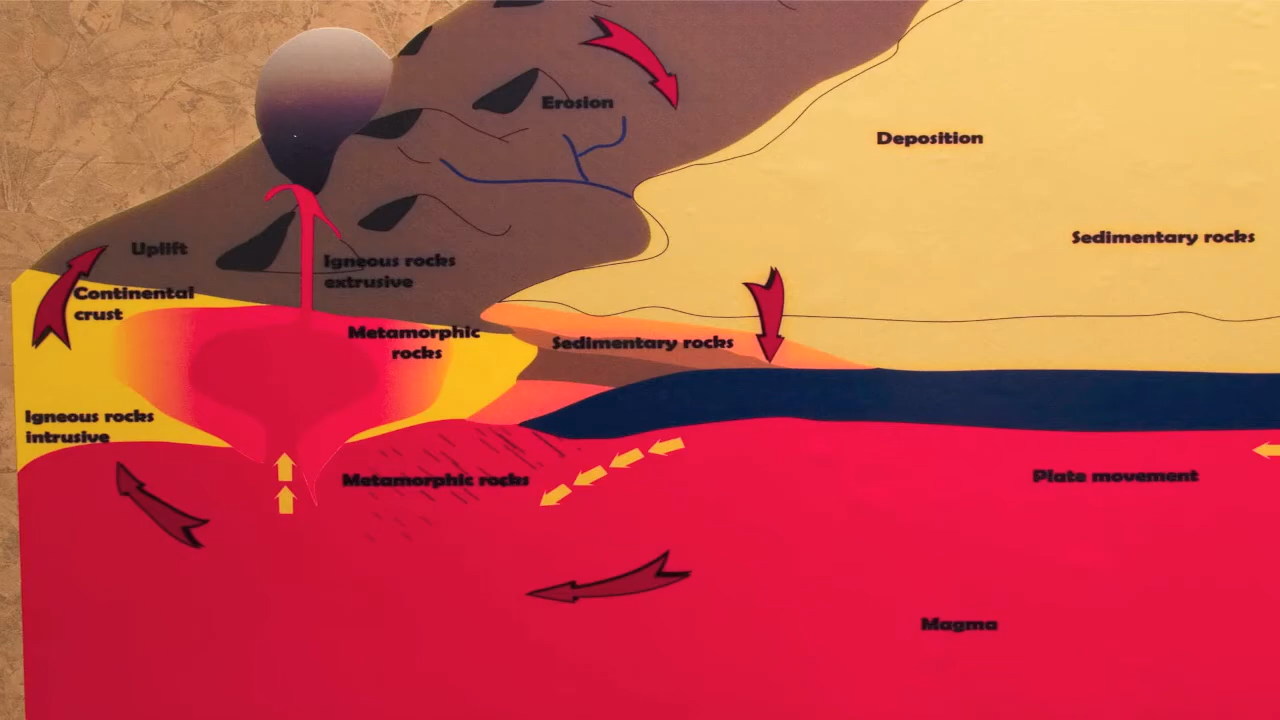 Erosion
Deposition
Sedimentary rocks
Uplift
Igneous rocks
extrusive
Continental
crust
Metamorphic
rocks
Sedimentary rocks
Igneous rocks
intrusive
Metamorphic rocks
Plate movement
Magma